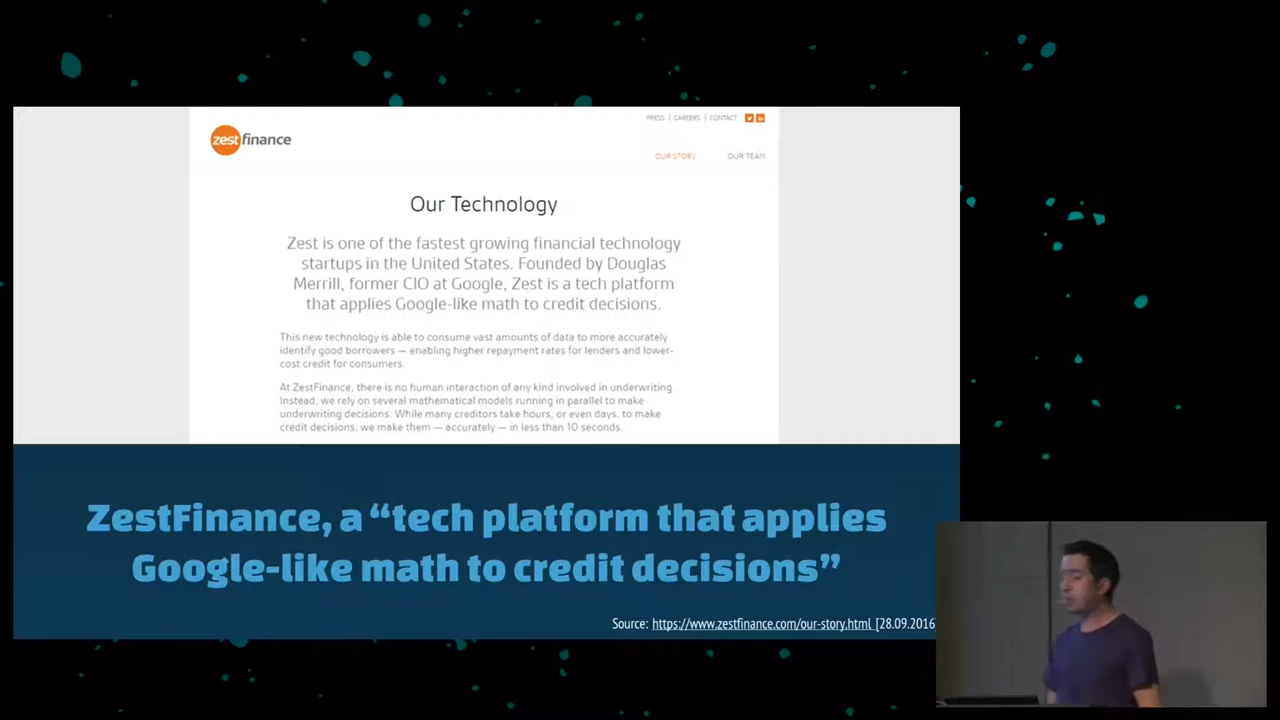 zestfinance
PRESS | CAREERS | CONTACT
OUR STORY OUR TEAM
Our Technology
Zest is one of the fastest growing financial technology
startups in the United States. Founded by Douglas
Merrill, former CIO at Google, Zest is a tech platform
that applies Google-like math to credit decisions.
This new technology is able to consume vast amounts of data to more accurately
identify good borrowers — enabling higher repayment rates for lenders and lower-
cost credit for consumers.
At ZestFinance, there is no human interaction of any kind involved in underwriting.
Instead, we rely on several mathematical models running in parallel to make
underwriting decisions. While many creditors take hours, or even days, to make
credit decisions, we make them — accurately — in less than 10 seconds.
ZestFinance, a “tech platform that applies
Google-like math to credit decisions”
Source: https://www.zestfinance.com/our-story.html [28.09.2016